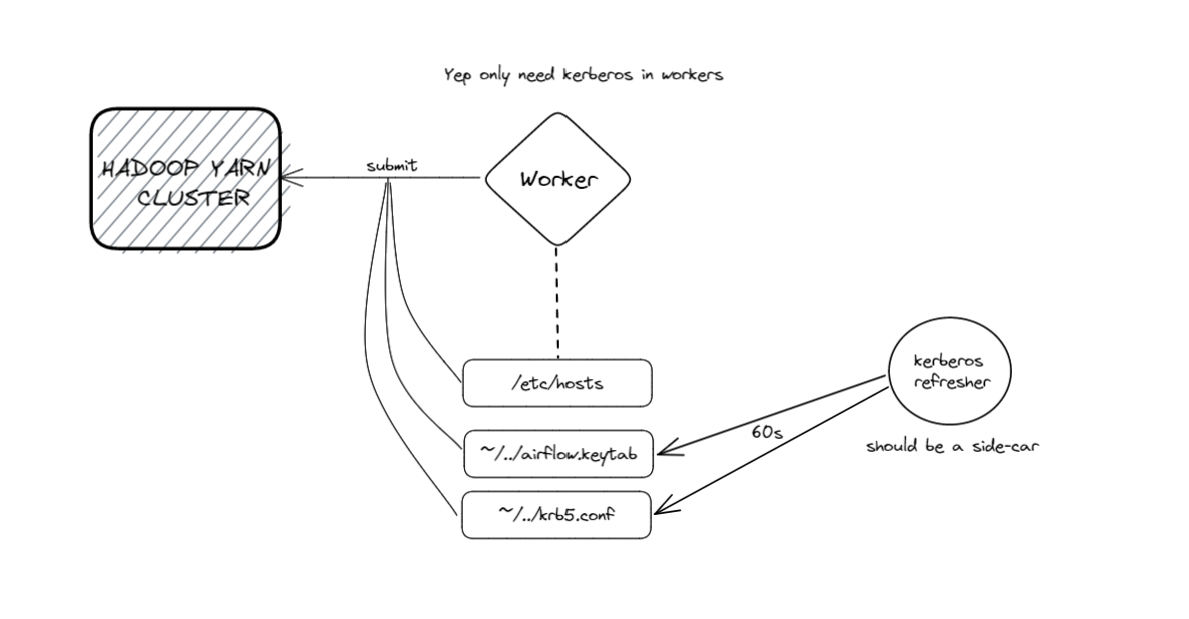 Yep only need kerberos in workers
HADOOP YARN
CLUSTER
submit
Worker
/etc/hosts
~/../airflow.keytab
~/../krb5.conf
60s
kerberos
refresher
should be a side-car